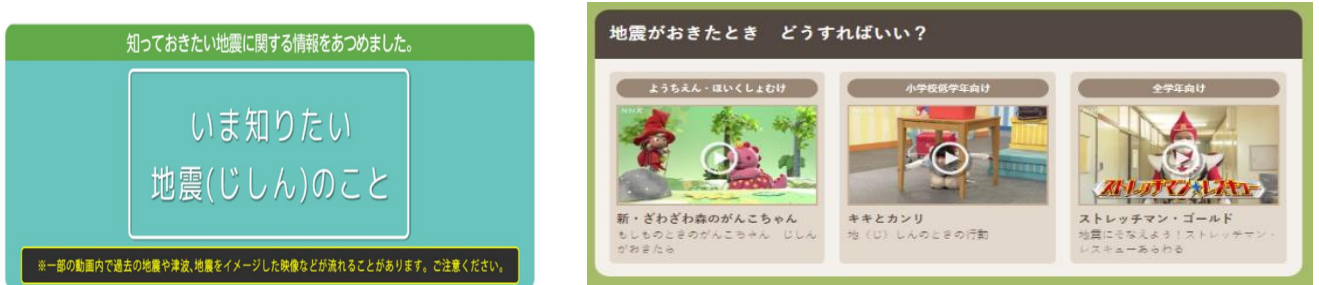 知っておきたい地震に関する情報をあつめました。
いま知りたい
地震(じしん)のこと
※一部の動画内で過去の地震や津波、地震をイメージした映像などが流れることがあります。ご注意ください。
地震がおきたとき　どうすればいい？
ようちえん・ほいくしょむけ
NHK
新・ざわざわ森のがんこちゃん
もしものときのがんこちゃん　じしん
がおきたら
小学校低学年向け
NHK
キキとカンリ
地（じ）しんのときの行動
全学年向け
NHK
ストレッチマン・レスキュー
ストレッチマン・ゴールド
地震にそなえよう！ストレッチマン・
レスキューあらわる